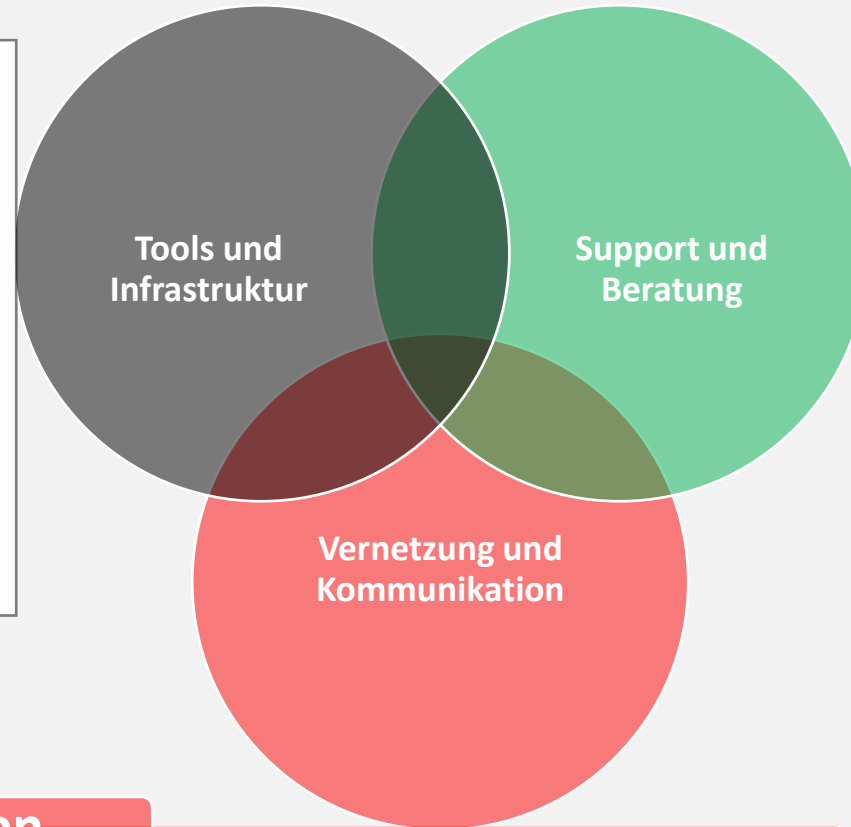 Tools und
Infrastruktur
Support und
Beratung
Vernetzung und
Kommunikation